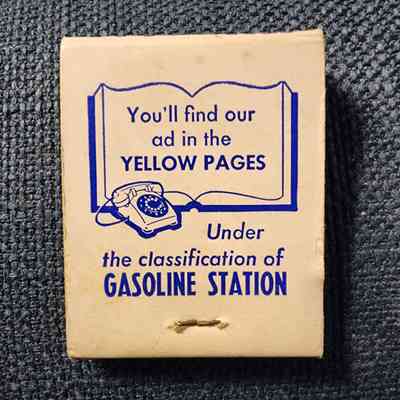 You'll find our
ad in the
YELLOW PAGES
Under
the classification of
GASOLINE STATION